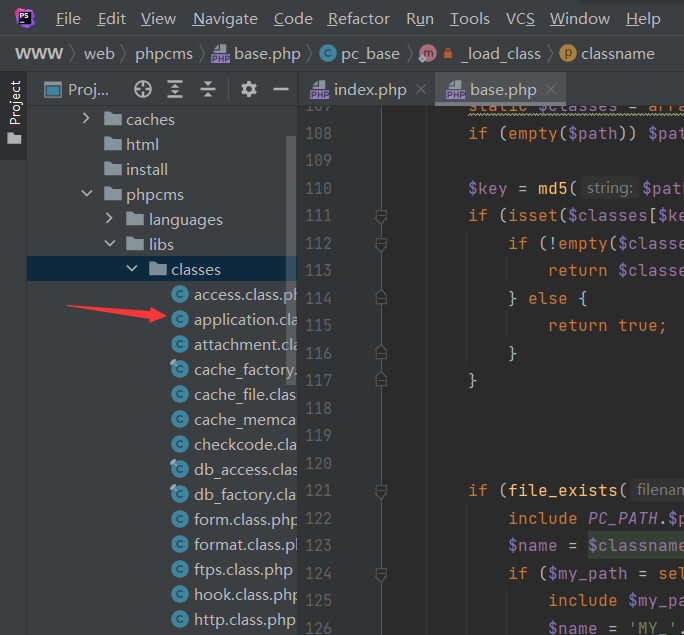 PS File Edit View Navigate Code Refactor Run Tools VCS Window Help
WWW web phpcms base.php pc_base m _load_class p classname
Project
Proj...
index.php
base.php
caches
html
install
phpcms
languages
libs
classes
access.class.ph
application.cla
attachment.cla
cache_factory.
cache_file.class
cache_memca
checkcode.cla
db_access.clas
db_factory.cla
form.class.php
format.class.pl
ftps.class.php
hook.class.php
http.class.php
107 static $classes = arra
108 if (empty($path)) $pat
109
110 $key = md5( string: $pat
111 if (isset($classes[$ke
112 if (!empty($classe
113 return $classe
114 } else {
115 return true;
116 }
117 }
118
119
120
121 if (file_exists( filenam
122 include PC_PATH.$p
123 $name = $classname
124 if ($my_path = sel
125 include $my_pa
126 $name = 'MY_'.